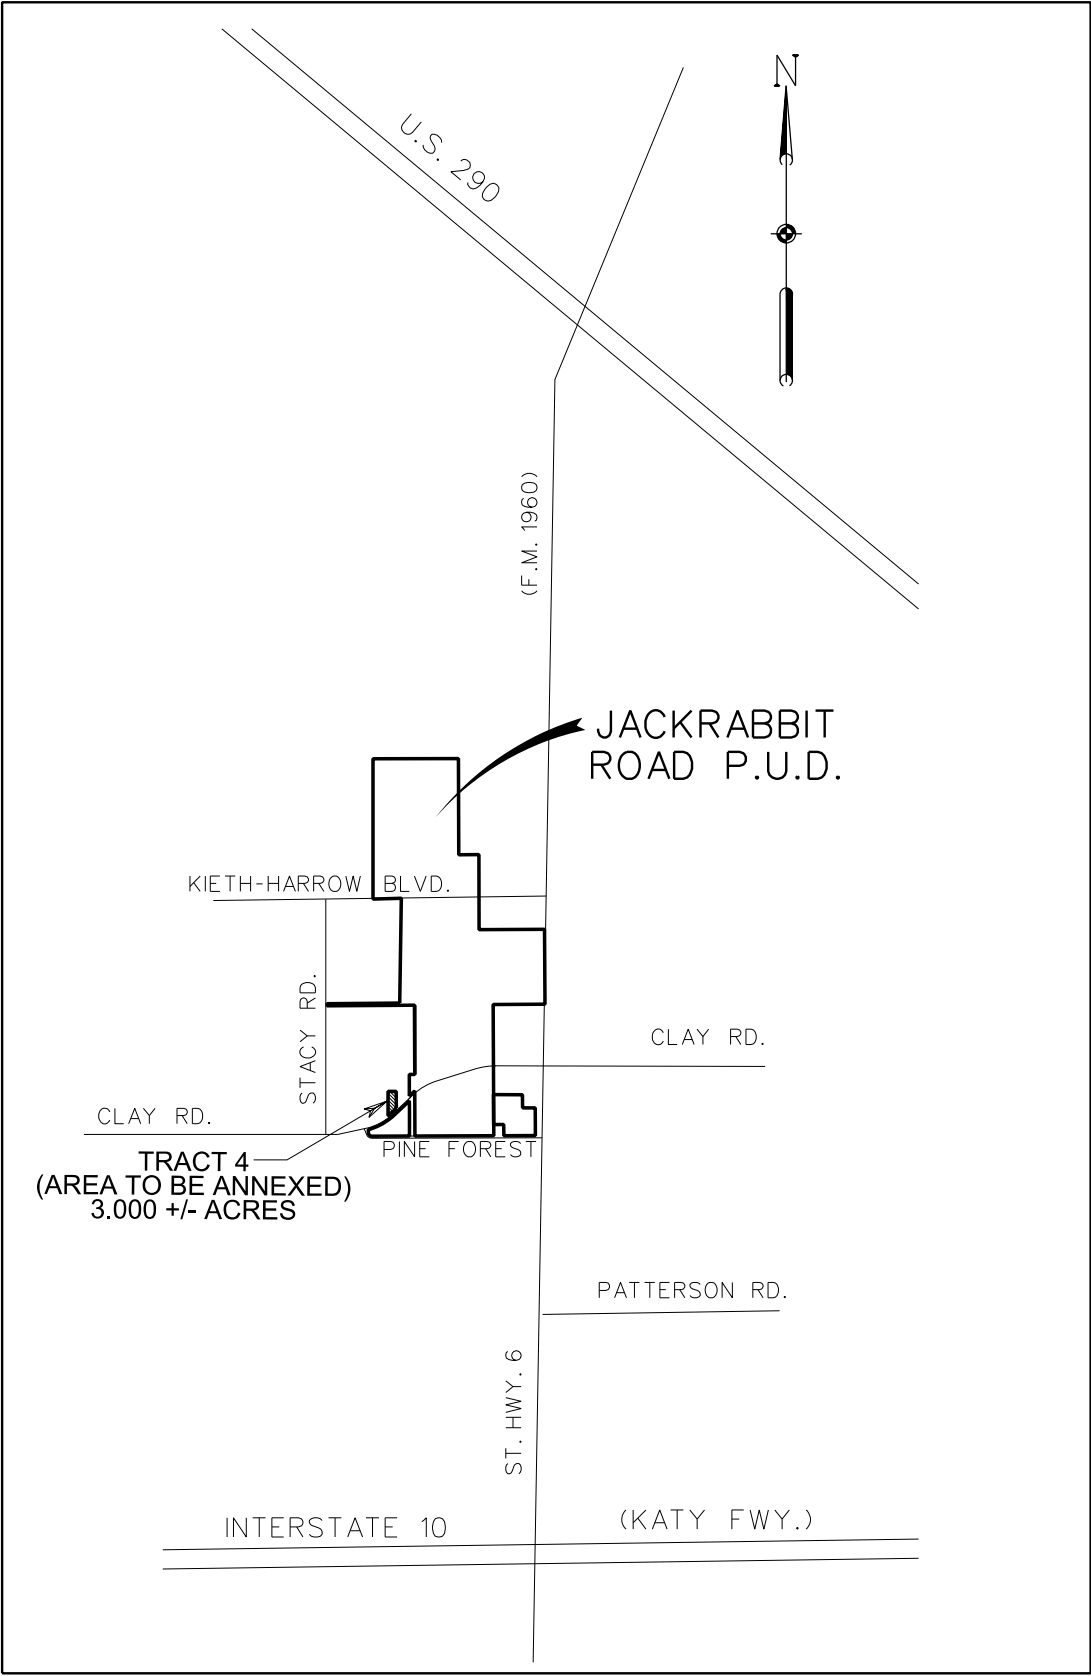 N
U.S. 290
(F.M. 1960)
JACKRABBIT
ROAD P.U.D.
KIETH-HARROW BLVD.
STACY RD.
CLAY RD.
CLAY RD.
PINE FOREST
TRACT 4
(AREA TO BE ANNEXED)
3.000 +/- ACRES
PATTERSON RD.
ST. HWY. 6
INTERSTATE 10
(KATY FWY.)